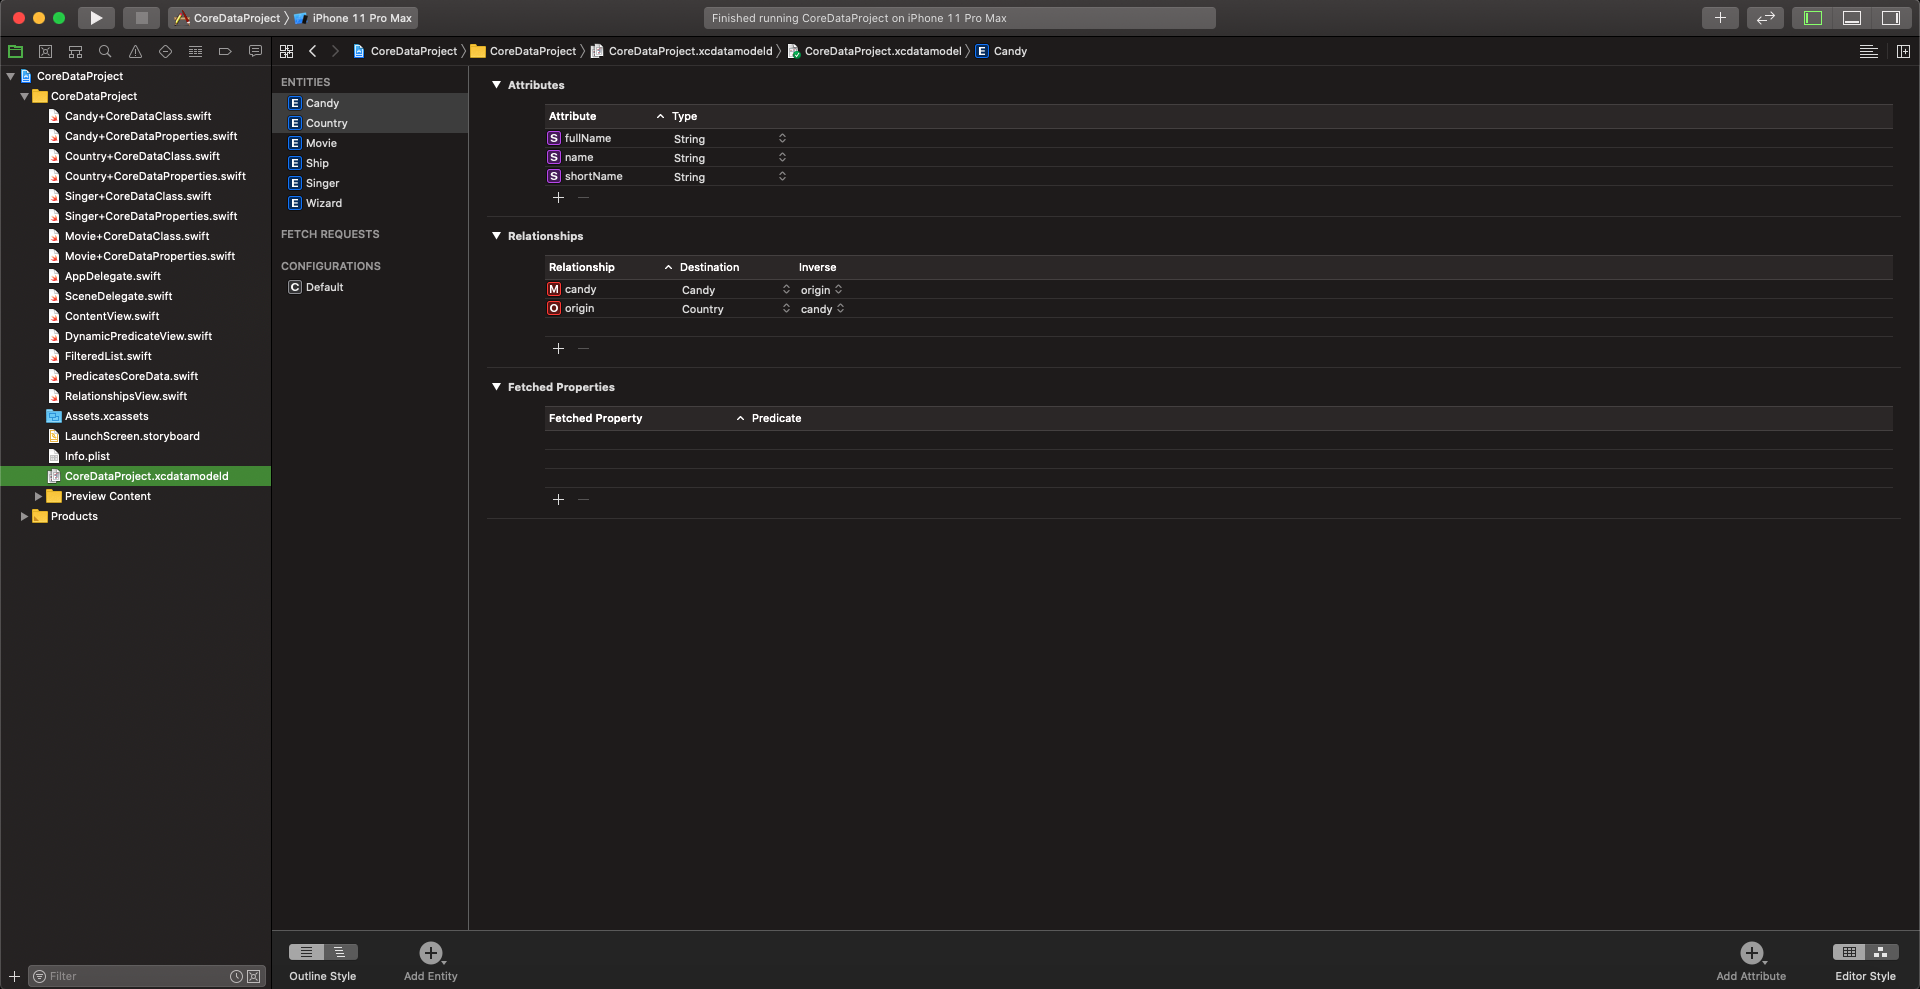 CoreDataProject iPhone 11 Pro Max
Finished running CoreDataProject on iPhone 11 Pro Max
CoreDataProject CoreDataProject CoreDataProject.xcdatamodeld CoreDataProject.xcdatamodel E Candy
CoreDataProject
CoreDataProject
Candy+CoreDataClass.swift
Candy+CoreDataProperties.swift
Country+CoreDataClass.swift
Country+CoreDataProperties.swift
Singer+CoreDataClass.swift
Singer+CoreDataProperties.swift
Movie+CoreDataClass.swift
Movie+CoreDataProperties.swift
AppDelegate.swift
SceneDelegate.swift
ContentView.swift
DynamicPredicateView.swift
FilteredList.swift
PredicatesCoreData.swift
RelationshipsView.swift
Assets.xcassets
LaunchScreen.storyboard
Info.plist
CoreDataProject.xcdatamodeld
Preview Content
Products
Filter
ENTITIES
E Candy
E Country
E Movie
E Ship
E Singer
E Wizard
FETCH REQUESTS
CONFIGURATIONS
C Default
Attributes
Attribute Type
S fullName String
S name String
S shortName String
Relationships
Relationship Destination Inverse
M candy Candy origin
O origin Country candy
Fetched Properties
Fetched Property Predicate
Outline Style
Add Entity
Add Attribute
Editor Style